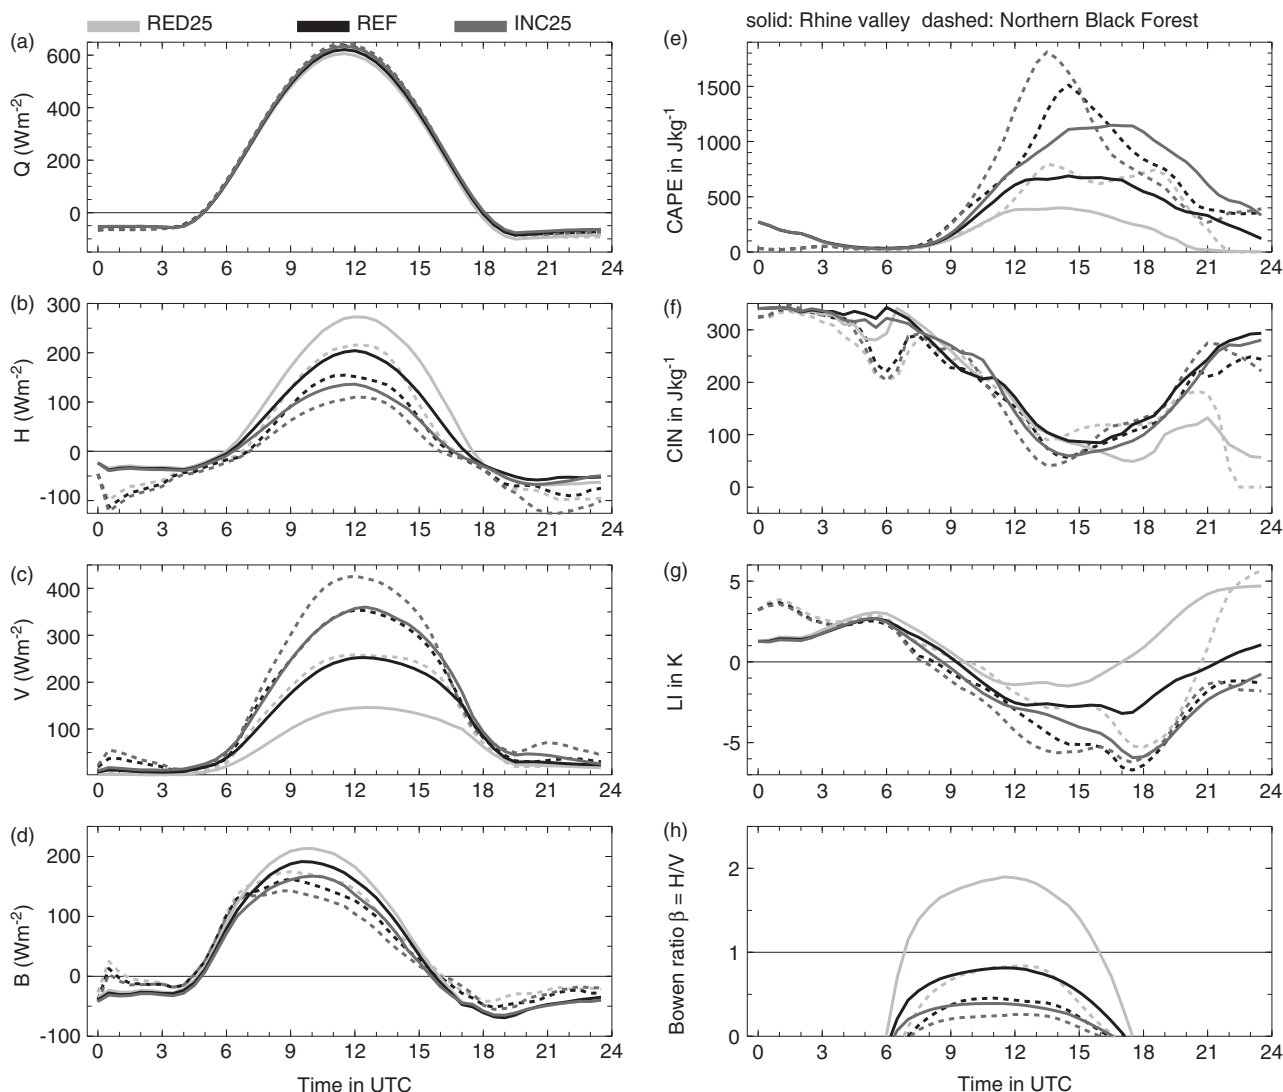 RED25 REF INC25 solid: Rhine valley dashed: Northern Black Forest
(a)
Q (Wm-2)
600
400
200
0
0 3 6 9 12 15 18 21 24
(b)
H (Wm-2)
300
200
100
0
-100
0 3 6 9 12 15 18 21 24
(c)
V (Wm-2)
400
300
200
100
0 3 6 9 12 15 18 21 24
(d)
B (Wm-2)
200
100
0
-100
0 3 6 9 12 15 18 21 24
Time in UTC
(e)
CAPE in Jkg-1
1500
1000
500
0
0 3 6 9 12 15 18 21 24
(f)
CIN in Jkg-1
300
200
100
0
0 3 6 9 12 15 18 21 24
(g)
LI in K
5
0
-5
0 3 6 9 12 15 18 21 24
(h)
Bowen ratio β = H/V
2
1
0
0 3 6 9 12 15 18 21 24
Time in UTC